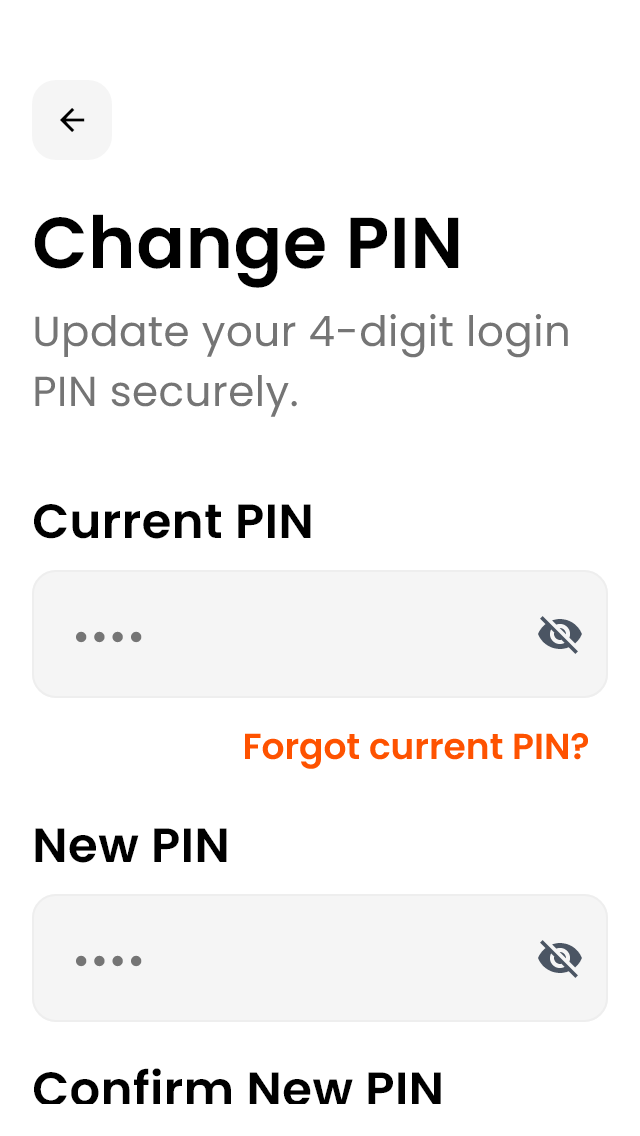 Change PIN
Update your 4-digit login
PIN securely.
Current PIN
••••
Forgot current PIN?
New PIN
••••
Confirm New PIN